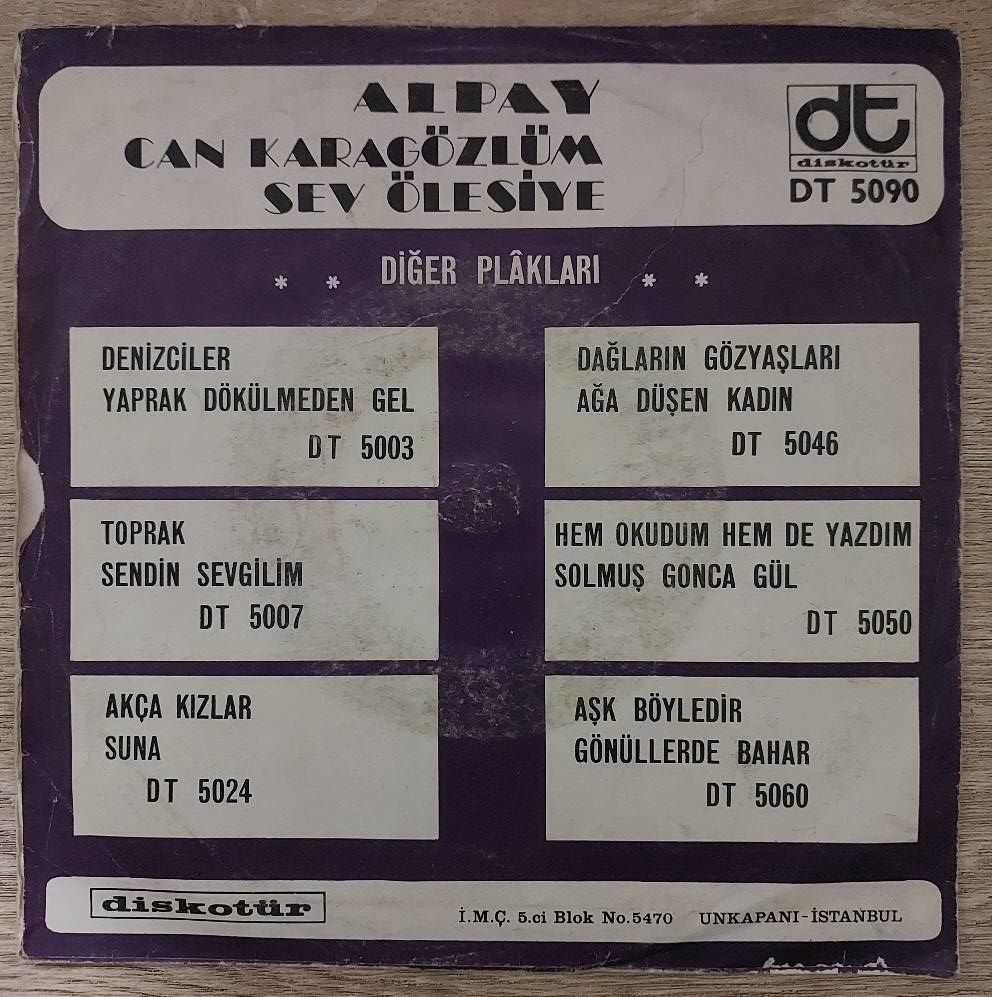 ALPAY
CAN KARAGÖZLÜM
SEV ÖLESİYE
dt
diskotür
DT 5090
* * DİĞER PLÂKLARI * *
DENİZCİLER
YAPRAK DÖKÜLMEDEN GEL
DT 5003
TOPRAK
SENDİN SEVGİLİM
DT 5007
AKÇA KIZLAR
SUNA
DT 5024
DAĞLARIN GÖZYAŞLARI
AĞA DÜŞEN KADIN
DT 5046
HEM OKUDUM HEM DE YAZDIM
SOLMUŞ GONCA GÜL
DT 5050
AŞK BÖYLEDİR
GÖNÜLLERDE BAHAR
DT 5060
diskotür
İ.M.Ç. 5.ci Blok No.5470 UNKAPANI-İSTANBUL